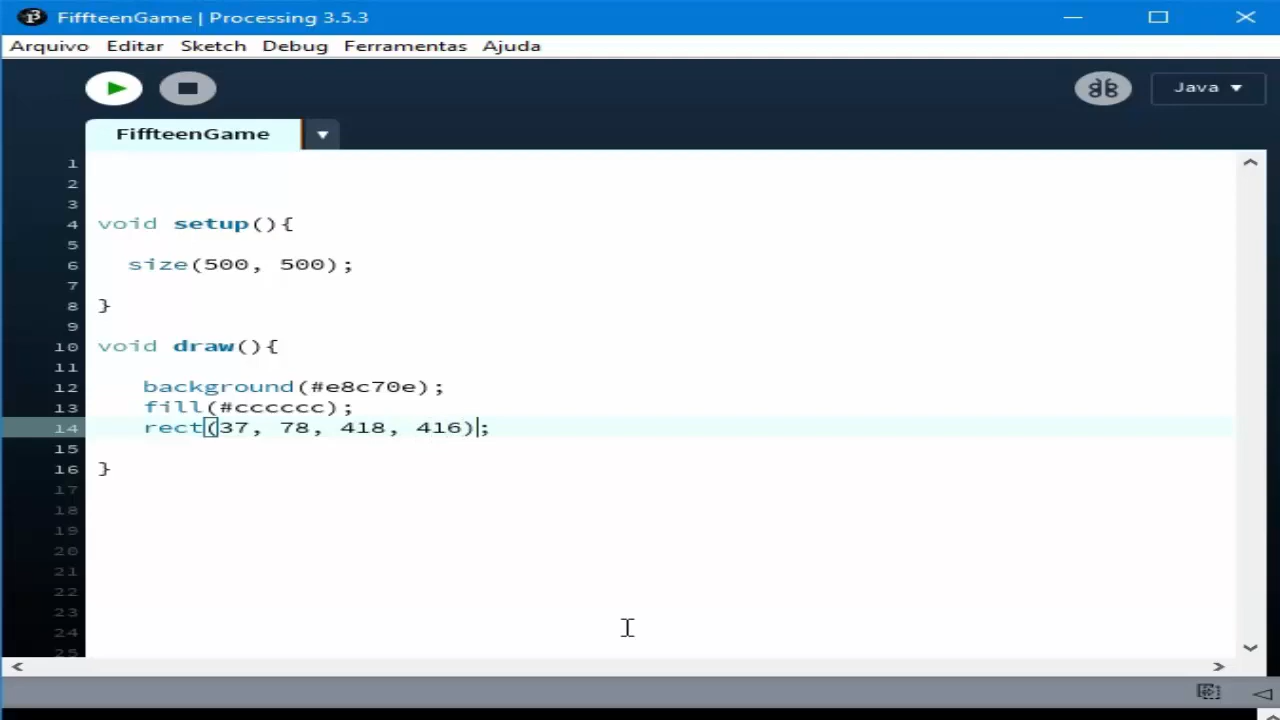 FiffteenGame | Processing 3.5.3
Arquivo Editar Sketch Debug Ferramentas Ajuda
Java
FiffteenGame
1
2
3
4 void setup(){
5
6 size(500, 500);
7
8 }
9
10 void draw(){
11
12 background(#e8c70e);
13 fill(#cccccc);
14 rect(37, 78, 418, 416);
15
16 }
17
18
19
20
21
22
23
24
25